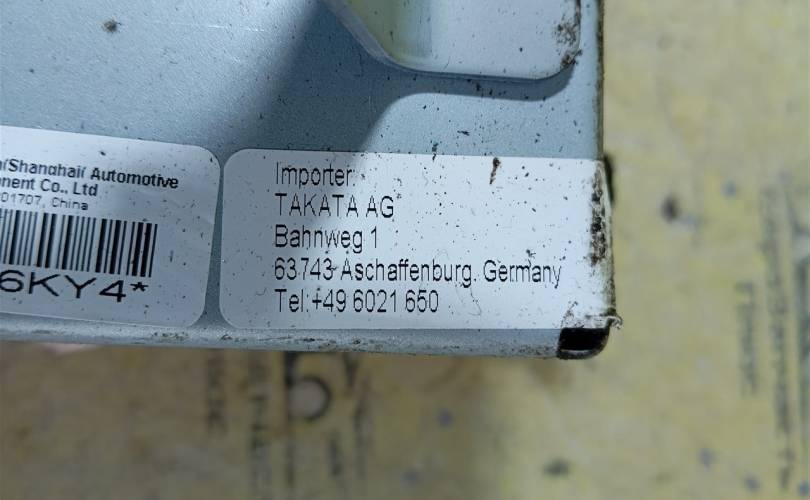 (Shanghai( Automotive
nent Co., Ltd
01707, China
6KY4*
Importer:
TAKATA AG
Bahnweg 1
63743 Aschaffenburg. Germany
Tel:+49 6021 650